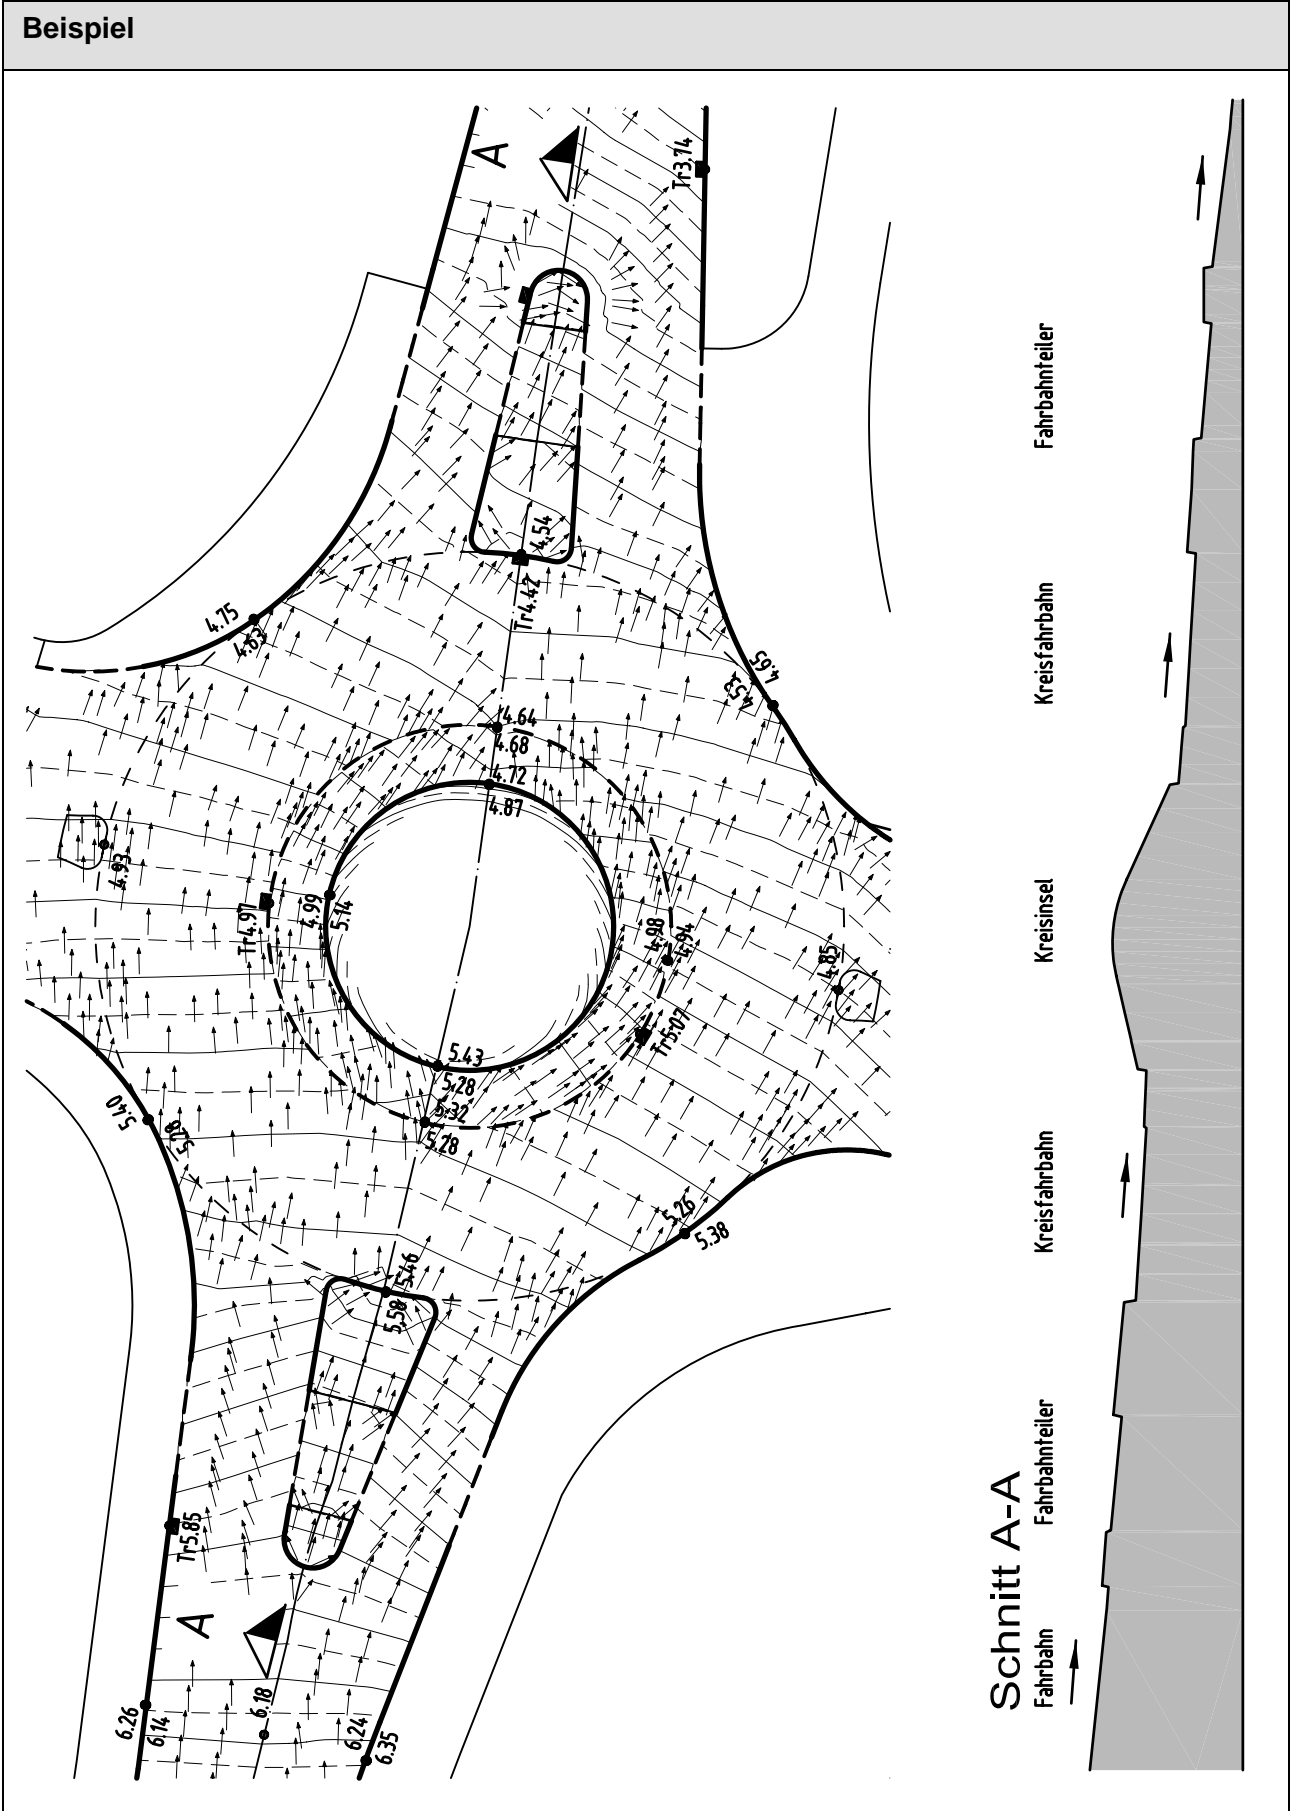 Beispiel
A
Tr3.74
4.54
Tr4.42
4.75
4.63
4.65
4.53
4.64
4.68
4.72
4.87
4.93
Tr4.97
4.99
5.14
4.98
4.94
4.85
Tr5.07
5.43
5.28
5.32
5.28
5.40
5.28
5.26
5.38
5.46
5.58
Tr5.85
A
6.26
6.14
6.18
6.24
6.35
Schnitt A-A
Fahrbahn
Fahrbahnteiler
Kreisfahrbahn
Kreisinsel
Kreisfahrbahn
Fahrbahnteiler